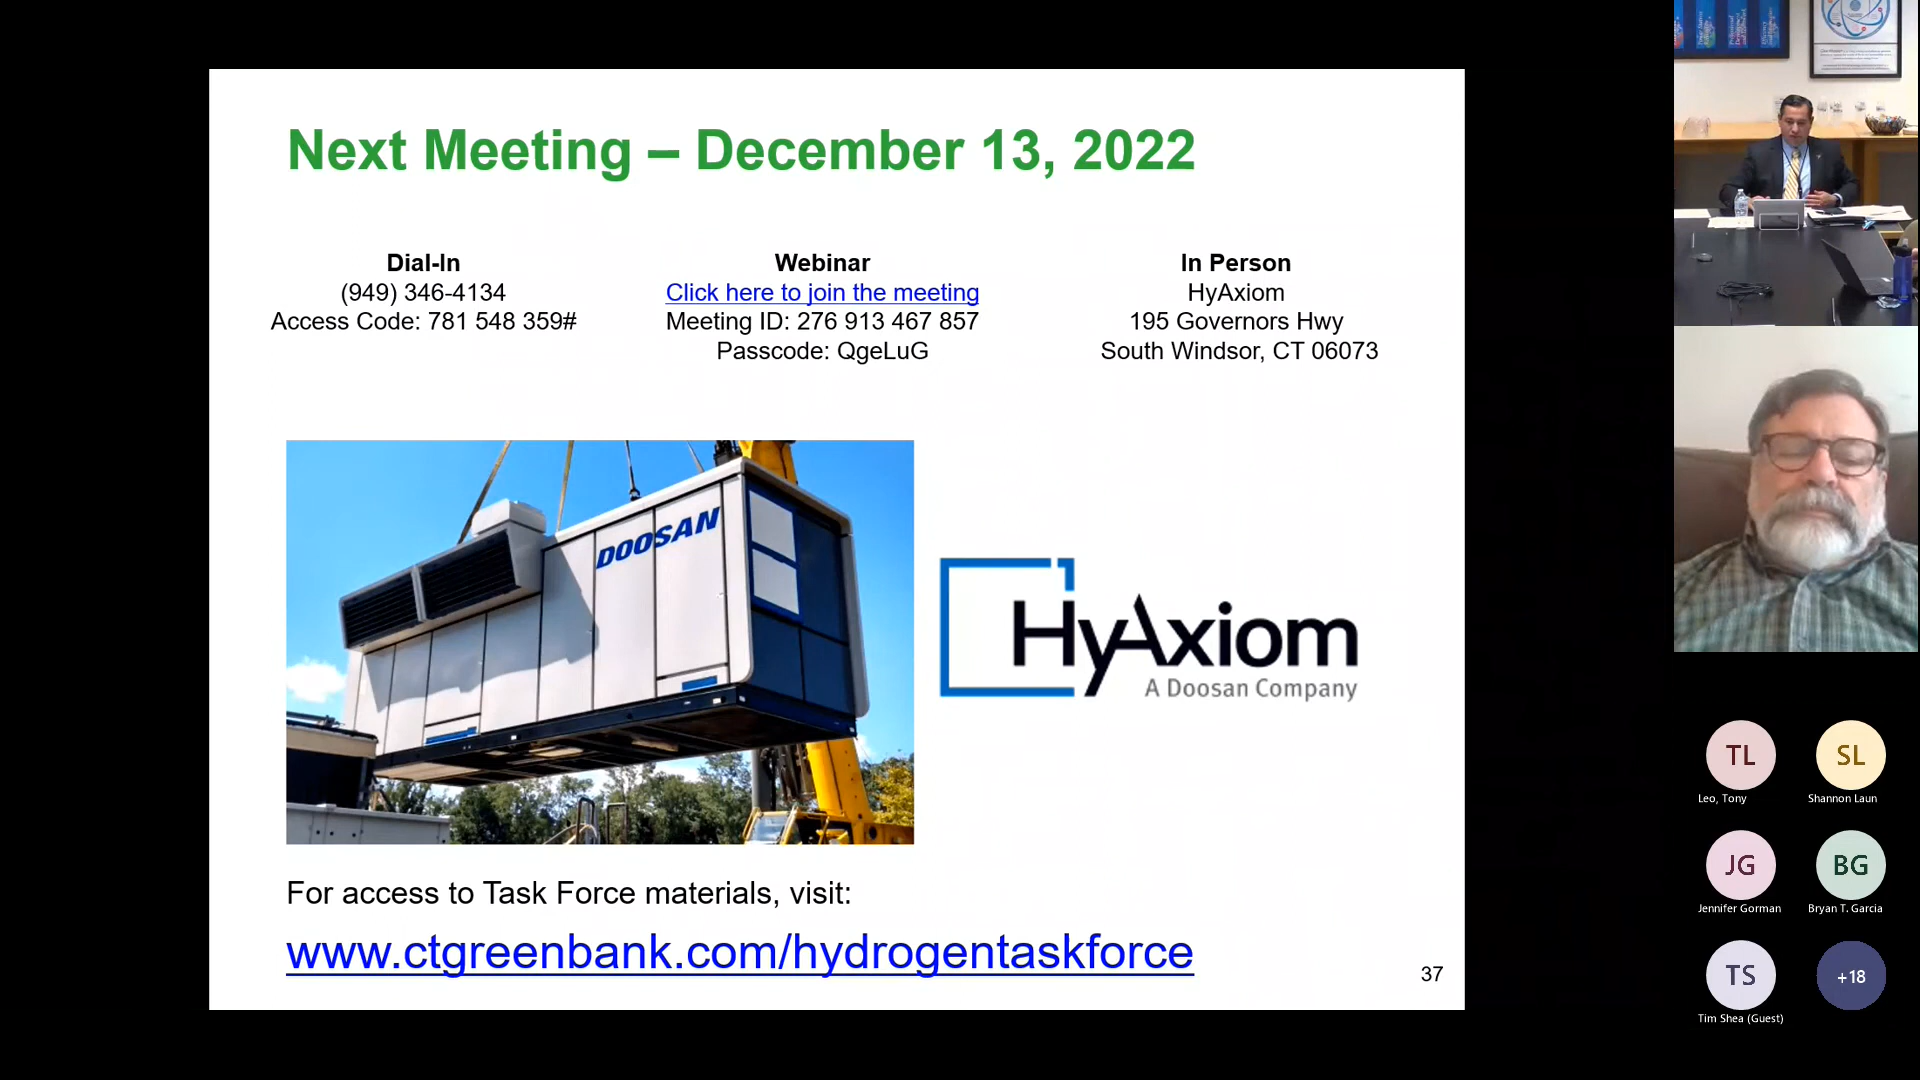 Next Meeting – December 13, 2022
Dial-In
(949) 346-4134
Access Code: 781 548 359#
Webinar
Click here to join the meeting
Meeting ID: 276 913 467 857
Passcode: QgeLuG
In Person
HyAxiom
195 Governors Hwy
South Windsor, CT 06073
DOOSAN
HyAxiom
A Doosan Company
For access to Task Force materials, visit:
www.ctgreenbank.com/hydrogentaskforce
37
TL
Leo, Tony
SL
Shannon Laun
JG
Jennifer Gorman
BG
Bryan T. Garcia
TS
Tim Shea (Guest)
+18